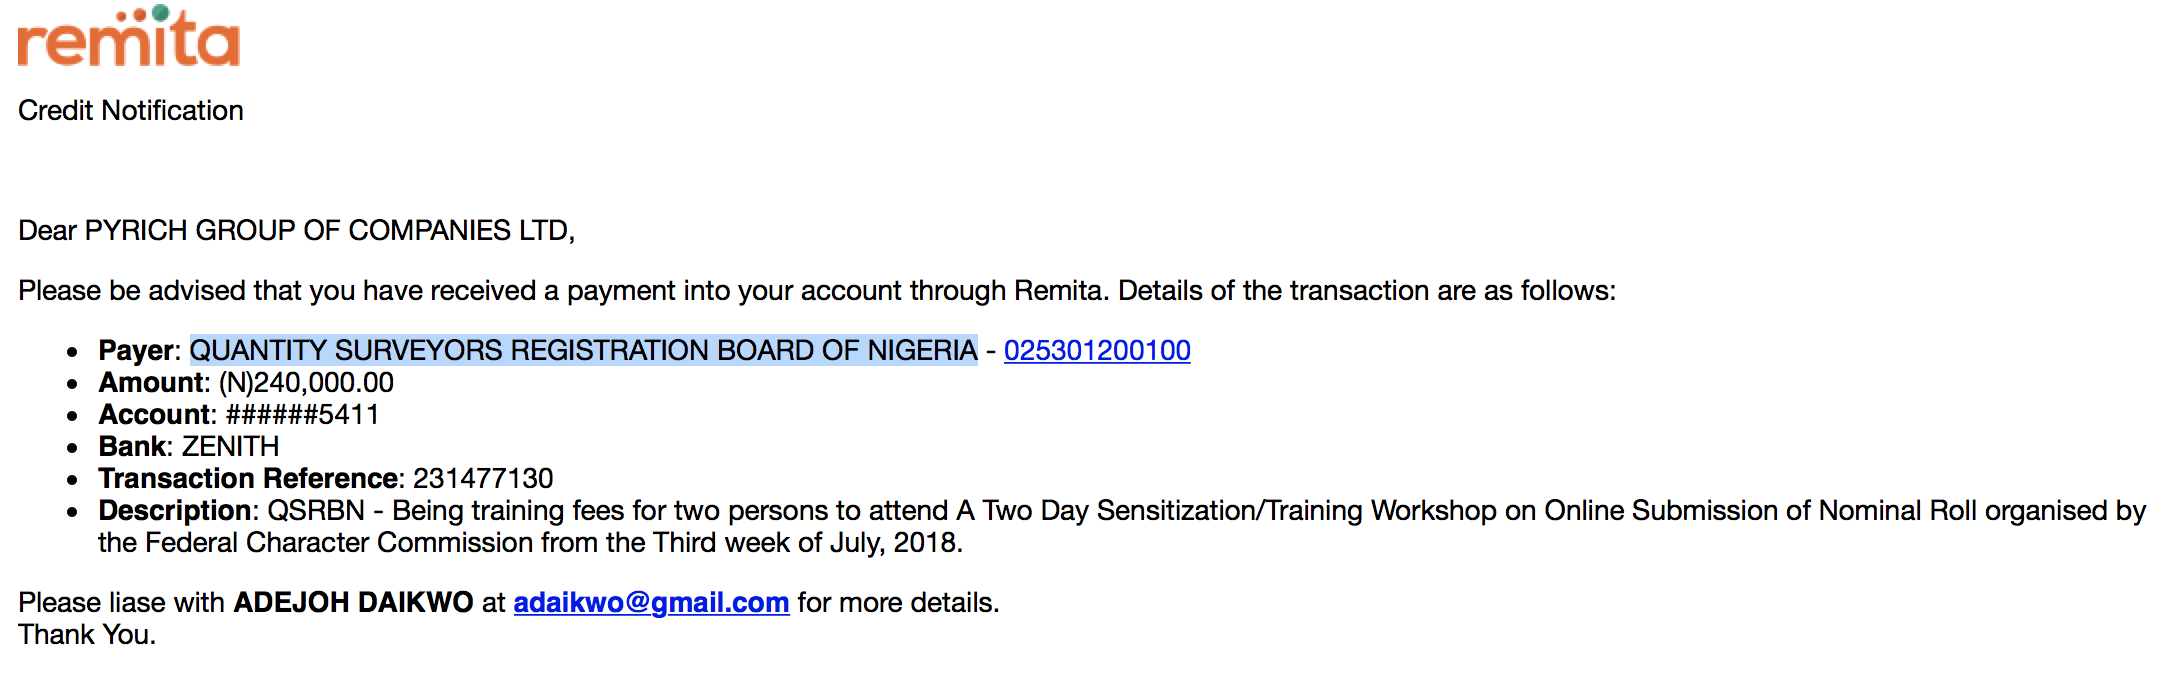 remita
Credit Notification
Dear PYRICH GROUP OF COMPANIES LTD,
Please be advised that you have received a payment into your account through Remita. Details of the transaction are as follows:
• Payer: QUANTITY SURVEYORS REGISTRATION BOARD OF NIGERIA - 025301200100
• Amount: (N)240,000.00
• Account: ######5411
• Bank: ZENITH
• Transaction Reference: 231477130
• Description: QSRBN - Being training fees for two persons to attend A Two Day Sensitization/Training Workshop on Online Submission of Nominal Roll organised by
the Federal Character Commission from the Third week of July, 2018.
Please liase with ADEJOH DAIKWO at adaikwo@gmail.com for more details.
Thank You.